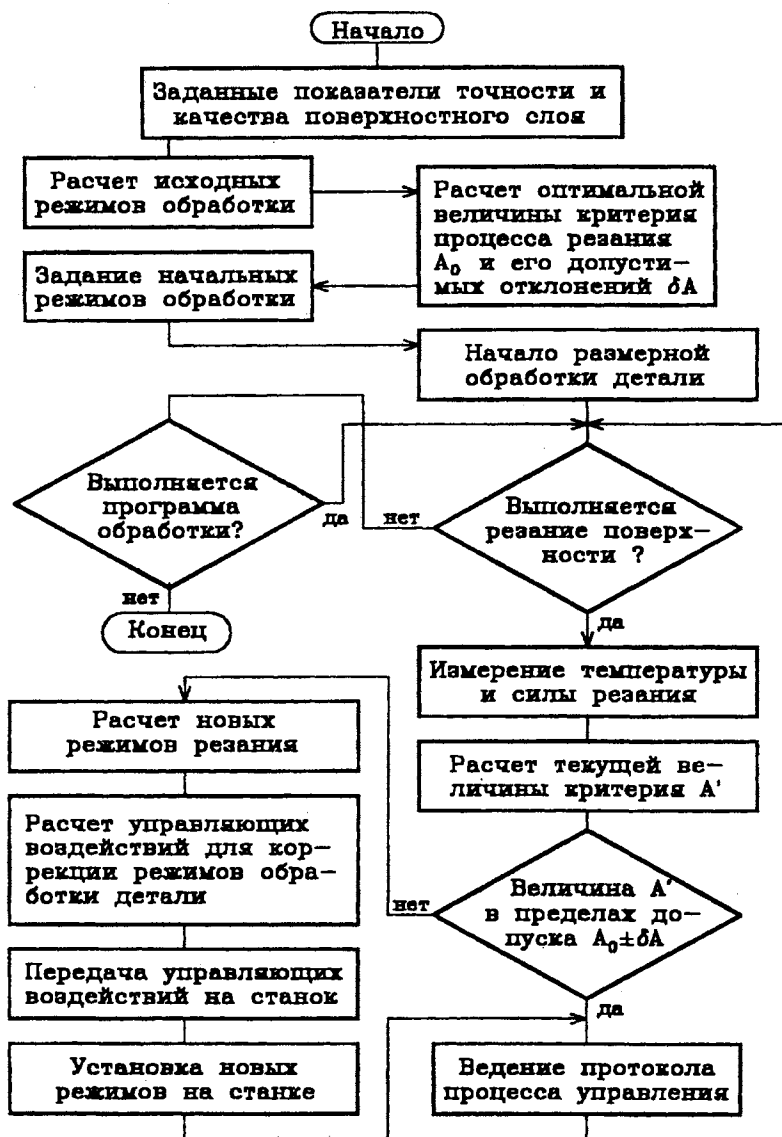 Начало
Заданные показатели точности и
качества поверхностного слоя
Расчет исходных
режимов обработки
Расчет оптимальной
величины критерия
процесса резания
A₀ и его допусти-
мых отклонений δA
Задание начальных
режимов обработки
Начало размерной
обработки детали
Выполняется
программа
обработки?
да
нет
Выполняется
резание поверх-
ности ?
нет
Конец
да
Измерение температуры
и силы резания
Расчет новых
режимов резания
Расчет текущей ве-
личины критерия A'
Расчет управляющих
воздействий для кор-
рекции режимов обра-
ботки детали
нет
Величина A'
в пределах до-
пуска A₀±δA
Передача управляющих
воздействий на станок
да
Установка новых
режимов на станке
Ведение протокола
процесса управления